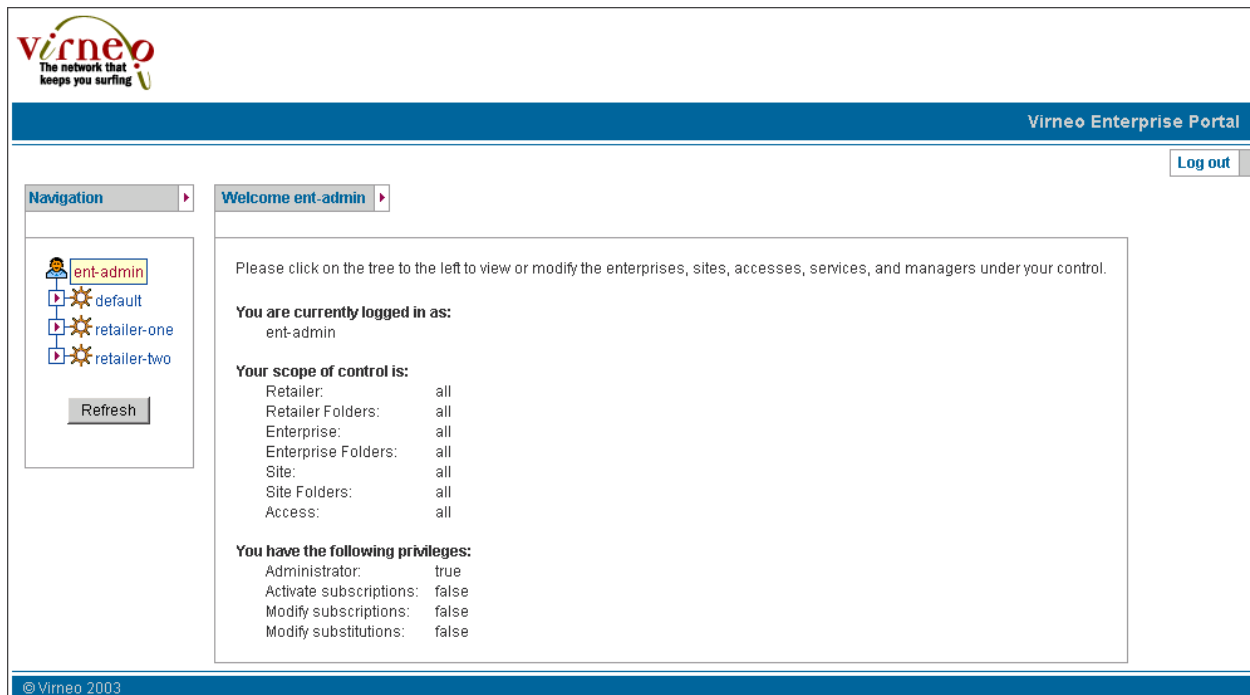 virneo
The network that
keeps you surfing
Virneo Enterprise Portal
Log out
Navigation
Welcome ent-admin
ent-admin
default
retailer-one
retailer-two
Refresh
Please click on the tree to the left to view or modify the enterprises, sites, accesses, services, and managers under your control.
You are currently logged in as:
ent-admin
Your scope of control is:
Retailer: all
Retailer Folders: all
Enterprise: all
Enterprise Folders: all
Site: all
Site Folders: all
Access: all
You have the following privileges:
Administrator: true
Activate subscriptions: false
Modify subscriptions: false
Modify substitutions: false
© Virneo 2003